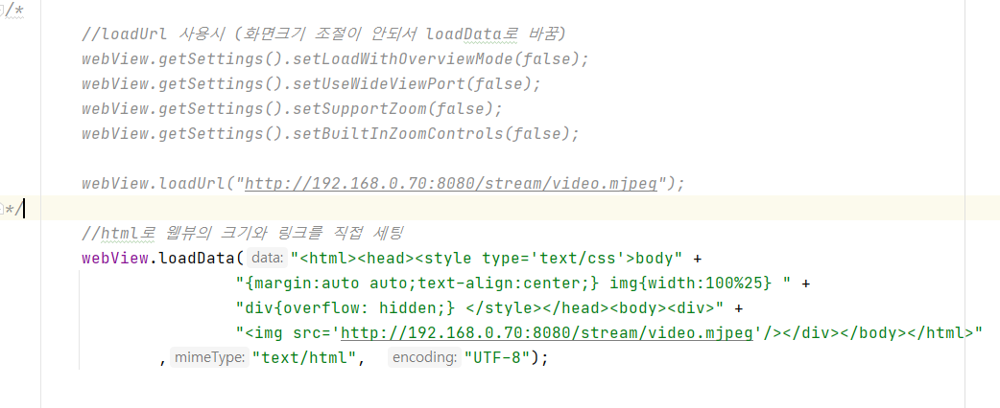 /*
//loadUrl 사용시 (화면크기 조절이 안되서 loadData로 바꿈)
webView.getSettings().setLoadWithOverviewMode(false);
webView.getSettings().setUseWideViewPort(false);
webView.getSettings().setSupportZoom(false);
webView.getSettings().setBuiltInZoomControls(false);
webView.loadUrl("http://192.168.0.70:8080/stream/video.mjpeg");
*/
//html로 웹뷰의 크기와 링크를 직접 세팅
webView.loadData( data: "<html><head><style type='text/css'>body" +
"{margin:auto auto;text-align:center;} img{width:100%25} " +
"div{overflow: hidden;} </style></head><body><div>" +
"<img src='http://192.168.0.70:8080/stream/video.mjpeg'/></div></body></html>"
, mimeType: "text/html", encoding: "UTF-8");